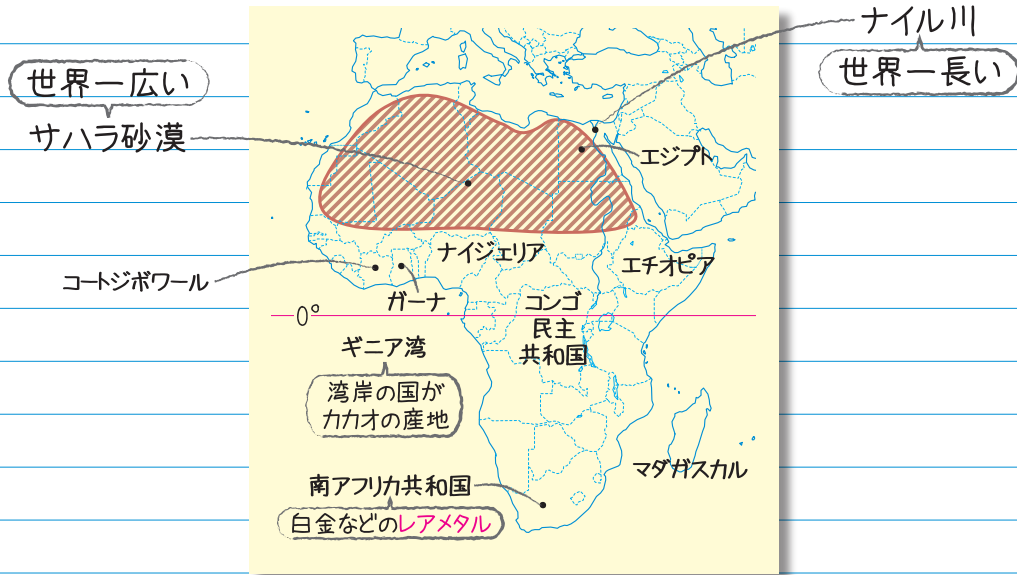 ナイル川
世界一長い
世界一広い
サハラ砂漠
エジプト
ナイジェリア
エチオピア
コートジボワール
ガーナ
コンゴ
民主
共和国
0°
ギニア湾
湾岸の国が
カカオの産地
マダガスカル
南アフリカ共和国
白金などのレアメタル